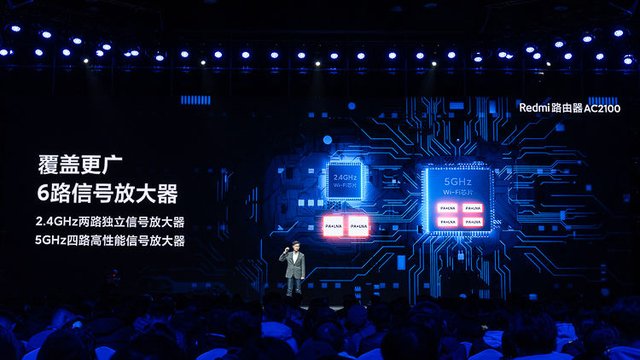 Redmi 路由器 AC2100
覆盖更广
6路信号放大器
2.4GHz两路独立信号放大器
5GHz四路高性能信号放大器
2.4GHz
Wi-Fi芯片
5GHz
Wi-Fi芯片
PA+LNA PA+LNA
PA+LNA PA+LNA
PA+LNA PA+LNA